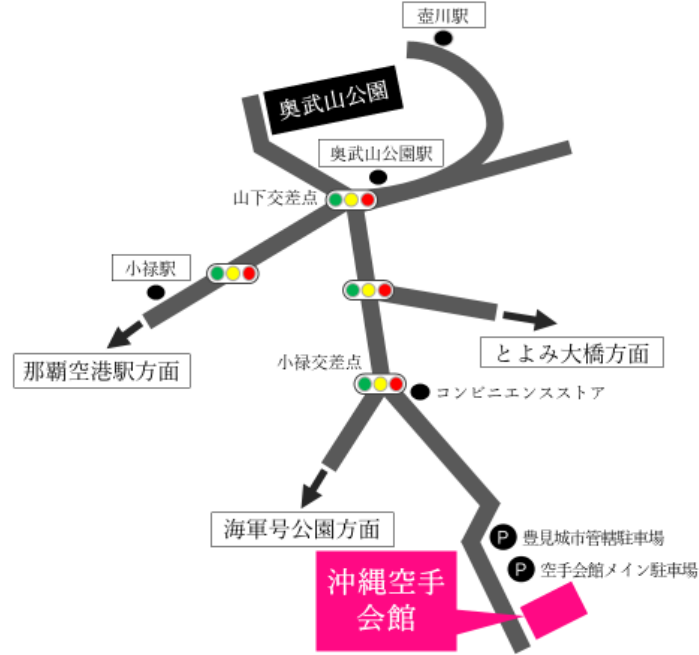 壺川駅
奥武山公園
奥武山公園駅
山下交差点
小禄駅
那覇空港駅方面
とよみ大橋方面
小禄交差点
コンビニエンスストア
海軍号公園方面
P 豊見城市管轄駐車場
P 空手会館メイン駐車場
沖縄空手
会館